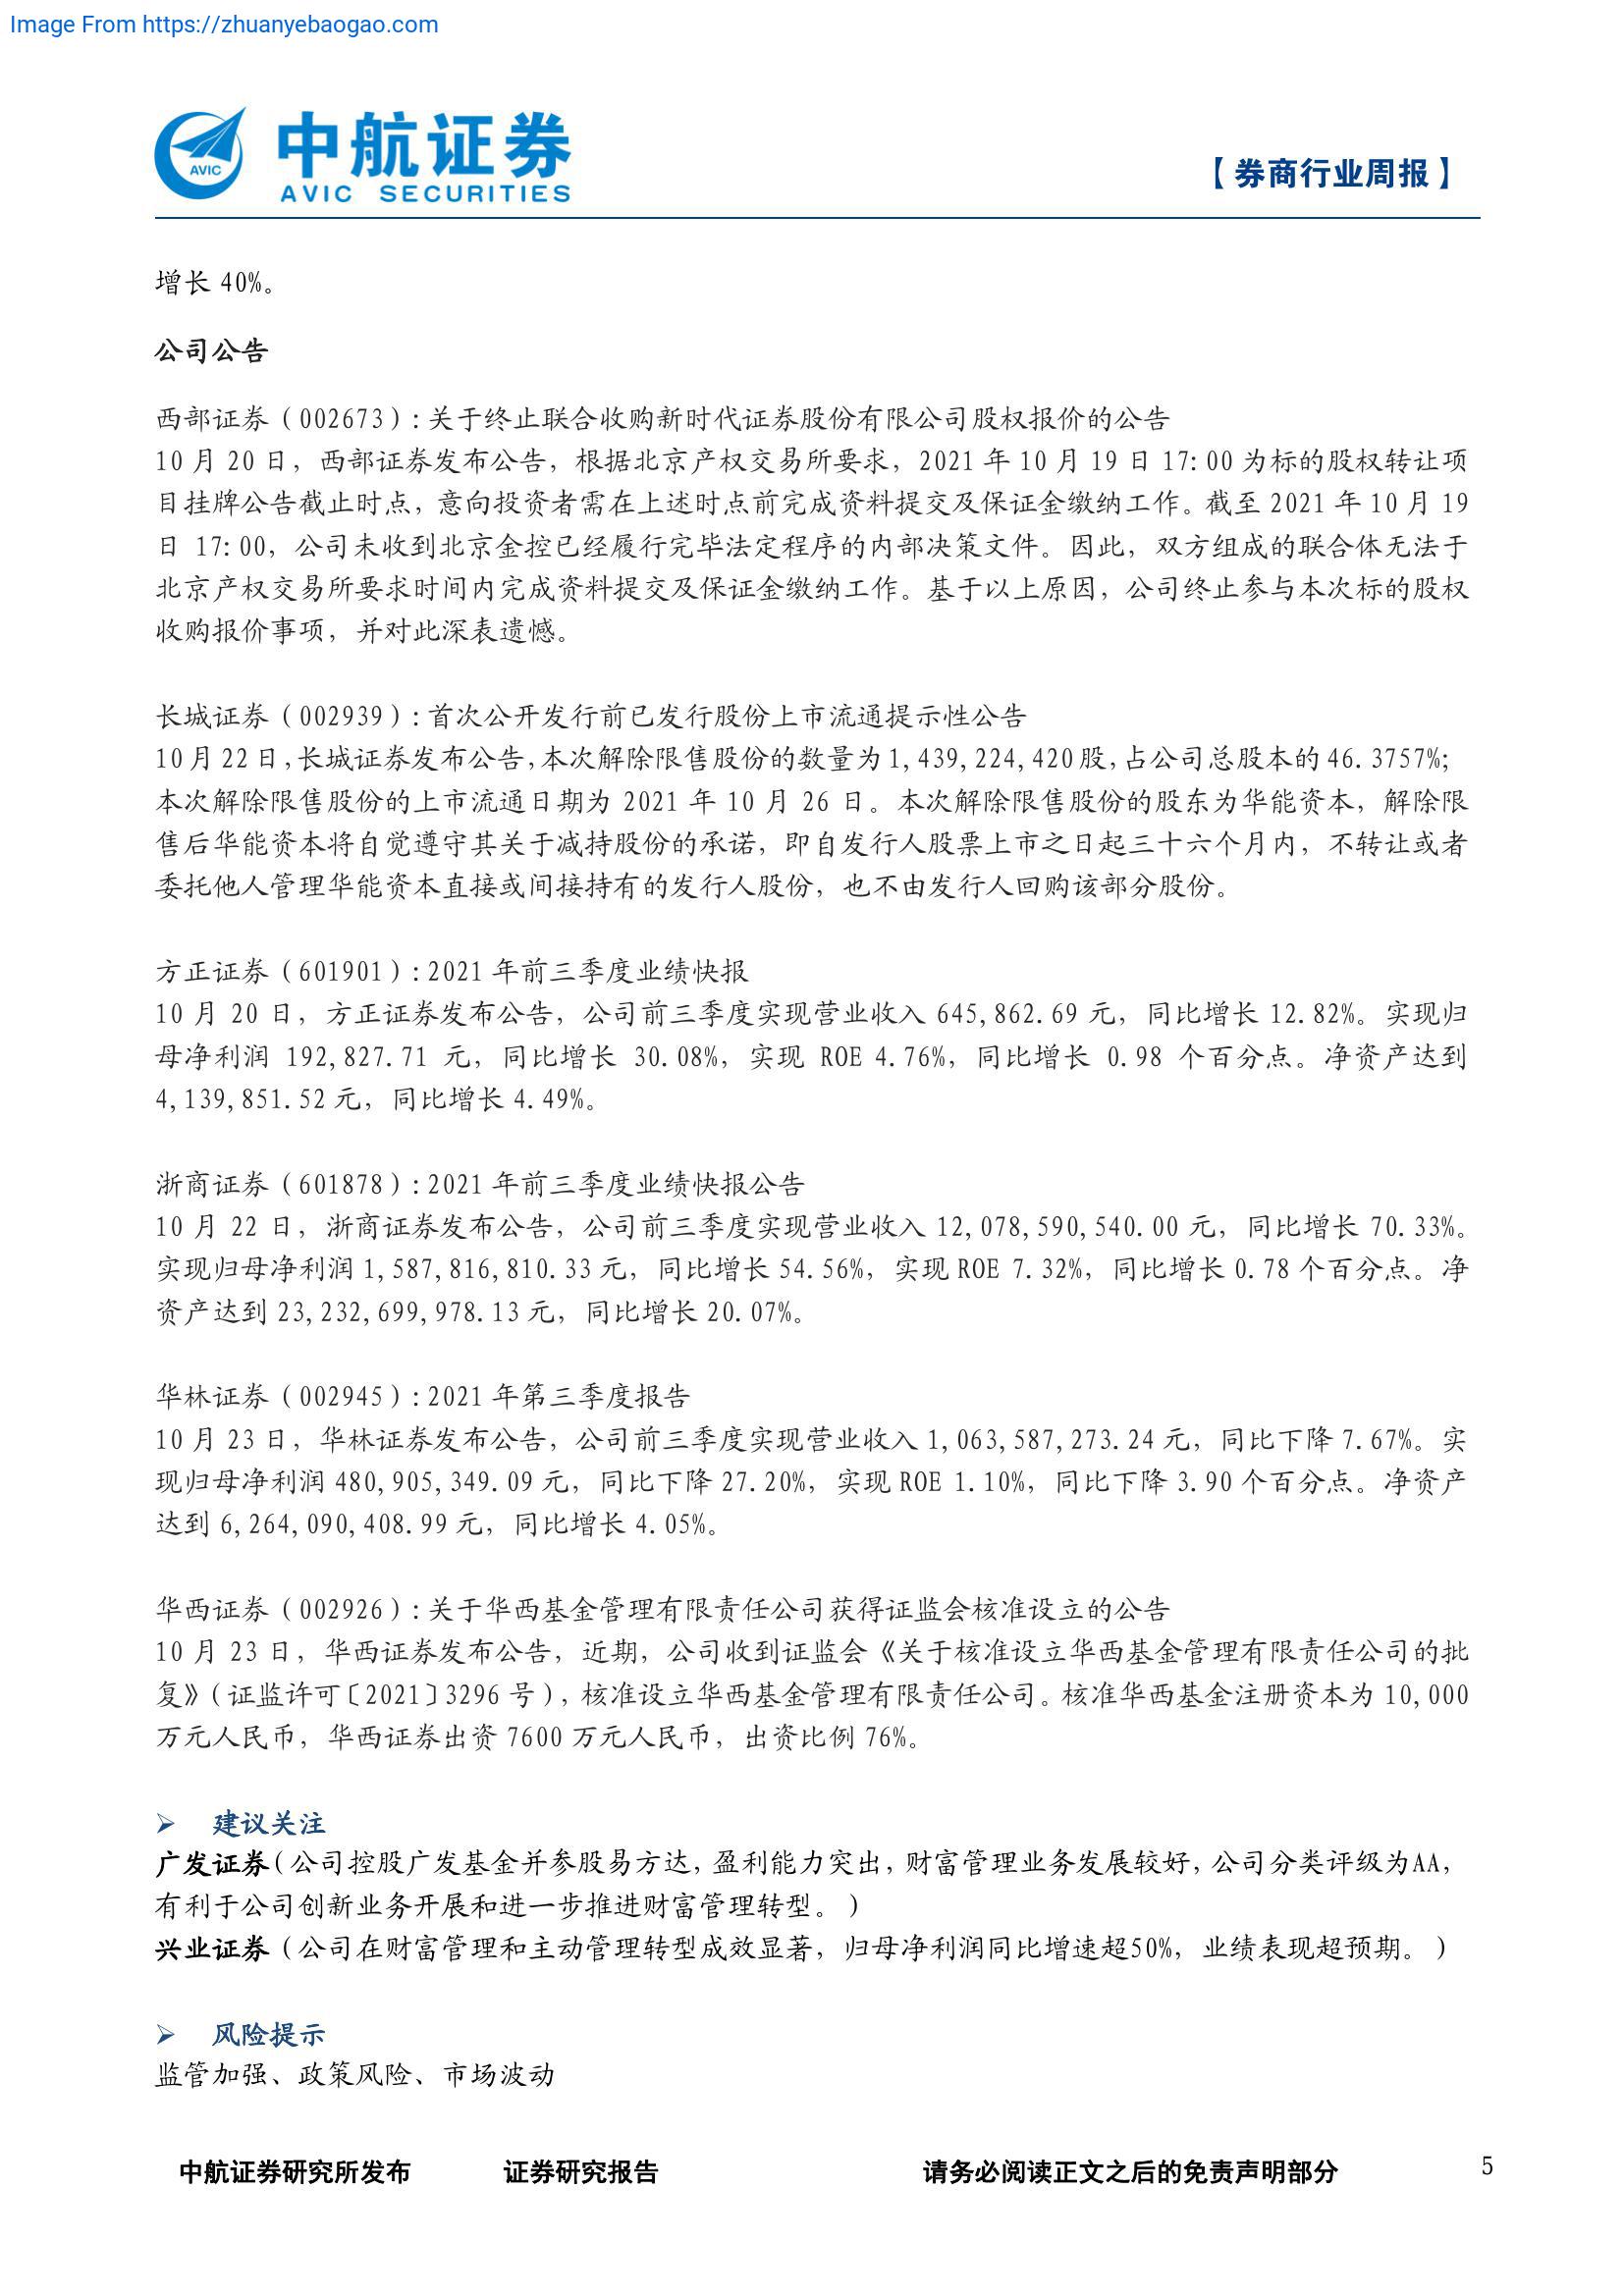 Image From https://zhuanyebaogao.com
中航证券
AVIC
AVIC SECURITIES
【券商行业周报】
增长 40%。
公司公告
西部证券（002673）：关于终止联合收购新时代证券股份有限公司股权报价的公告
10 月 20 日，西部证券发布公告，根据北京产权交易所要求，2021 年 10 月 19 日 17:00 为标的股权转让项
目挂牌公告截止时点，意向投资者需在上述时点前完成资料提交及保证金缴纳工作。截至 2021 年 10 月 19
日 17:00，公司未收到北京金控已经履行完毕法定程序的内部决策文件。因此，双方组成的联合体无法于
北京产权交易所要求时间内完成资料提交及保证金缴纳工作。基于以上原因，公司终止参与本次标的股权
收购报价事项，并对此深表遗憾。
长城证券（002939）：首次公开发行前已发行股份上市流通提示性公告
10 月 22 日，长城证券发布公告，本次解除限售股份的数量为 1,439,224,420 股，占公司总股本的 46.3757%；
本次解除限售股份的上市流通日期为 2021 年 10 月 26 日。本次解除限售股份的股东为华能资本，解除限
售后华能资本将自觉遵守其关于减持股份的承诺，即自发行人股票上市之日起三十六个月内，不转让或者
委托他人管理华能资本直接或间接持有的发行人股份，也不由发行人回购该部分股份。
方正证券（601901）：2021 年前三季度业绩快报
10 月 20 日，方正证券发布公告，公司前三季度实现营业收入 645,862.69 元，同比增长 12.82%。实现归
母净利润 192,827.71 元，同比增长 30.08%，实现 ROE 4.76%，同比增长 0.98 个百分点。净资产达到
4,139,851.52 元，同比增长 4.49%。
浙商证券（601878）：2021 年前三季度业绩快报公告
10 月 22 日，浙商证券发布公告，公司前三季度实现营业收入 12,078,590,540.00 元，同比增长 70.33%。
实现归母净利润 1,587,816,810.33 元，同比增长 54.56%，实现 ROE 7.32%，同比增长 0.78 个百分点。净
资产达到 23,232,699,978.13 元，同比增长 20.07%。
华林证券（002945）：2021 年第三季度报告
10 月 23 日，华林证券发布公告，公司前三季度实现营业收入 1,063,587,273.24 元，同比下降 7.67%。实
现归母净利润 480,905,349.09 元，同比下降 27.20%，实现 ROE 1.10%，同比下降 3.90 个百分点。净资产
达到 6,264,090,408.99 元，同比增长 4.05%。
华西证券（002926）：关于华西基金管理有限责任公司获得证监会核准设立的公告
10 月 23 日，华西证券发布公告，近期，公司收到证监会《关于核准设立华西基金管理有限责任公司的批
复》（证监许可〔2021〕3296 号），核准设立华西基金管理有限责任公司。核准华西基金注册资本为 10,000
万元人民币，华西证券出资 7600 万元人民币，出资比例 76%。
➢ 建议关注
广发证券（公司控股广发基金并参股易方达，盈利能力突出，财富管理业务发展较好，公司分类评级为AA，
有利于公司创新业务开展和进一步推进财富管理转型。）
兴业证券（公司在财富管理和主动管理转型成效显著，归母净利润同比增速超50%，业绩表现超预期。）
➢ 风险提示
监管加强、政策风险、市场波动
中航证券研究所发布 证券研究报告 请务必阅读正文之后的免责声明部分 5